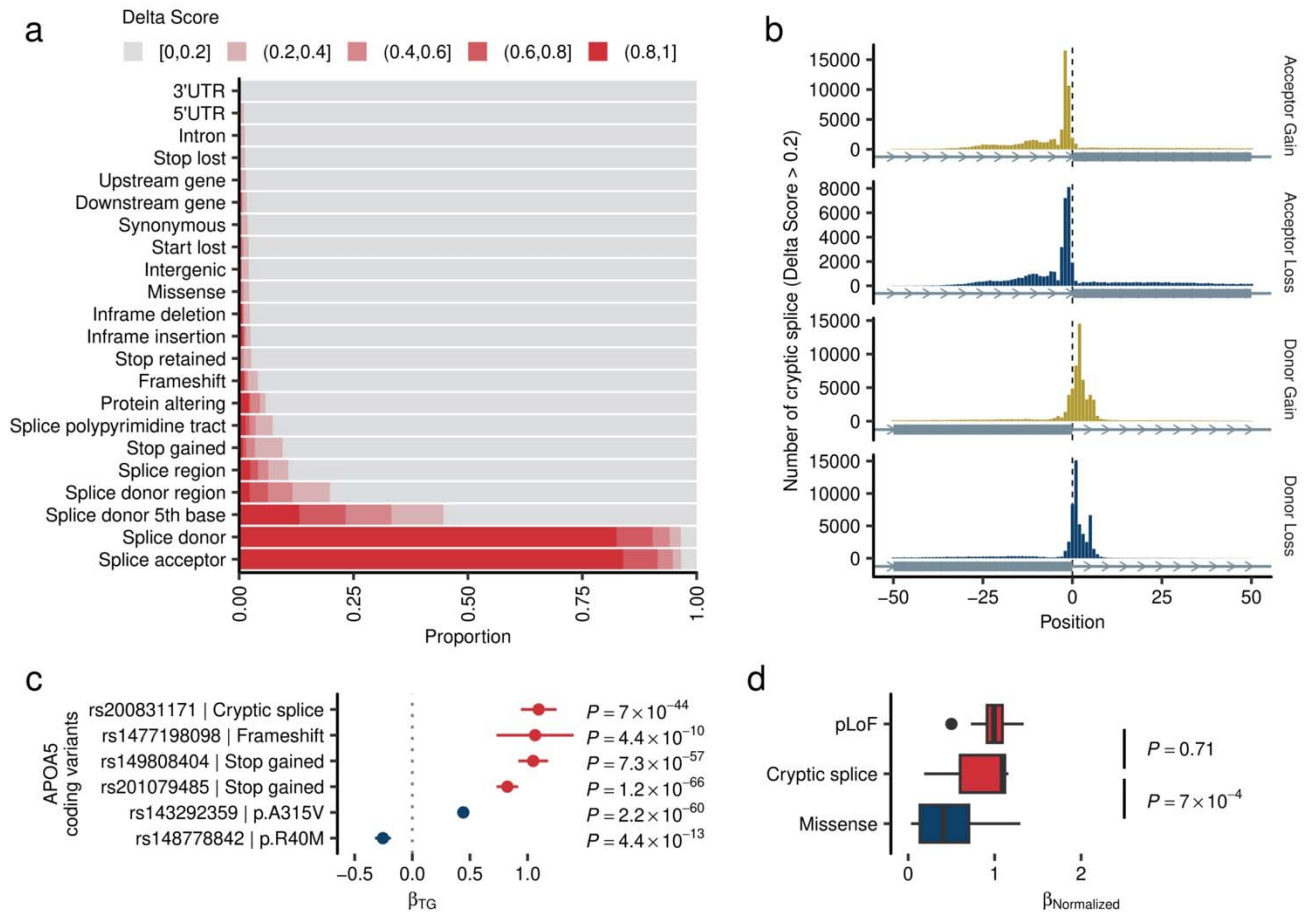 a
Delta Score
[0,0.2] (0.2,0.4] (0.4,0.6] (0.6,0.8] (0.8,1]
3'UTR
5'UTR
Intron
Stop lost
Upstream gene
Downstream gene
Synonymous
Start lost
Intergenic
Missense
Inframe deletion
Inframe insertion
Stop retained
Frameshift
Protein altering
Splice polypyrimidine tract
Stop gained
Splice region
Splice donor region
Splice donor 5th base
Splice donor
Splice acceptor
0.00 0.25 0.50 0.75 1.00
Proportion
b
Number of cryptic splice (Delta Score > 0.2)
15000
10000
5000
0
Acceptor Gain
8000
6000
4000
2000
0
Acceptor Loss
15000
10000
5000
0
Donor Gain
15000
10000
5000
0
Donor Loss
−50 −25 0 25 50
Position
c
APOA5
coding variants
rs200831171 | Cryptic splice P = 7×10⁻⁴⁴
rs1477198098 | Frameshift P = 4.4×10⁻¹⁰
rs149808404 | Stop gained P = 7.3×10⁻⁵⁷
rs201079485 | Stop gained P = 1.2×10⁻⁶⁶
rs143292359 | p.A315V P = 2.2×10⁻⁶⁰
rs148778842 | p.R40M P = 4.4×10⁻¹³
−0.5 0.0 0.5 1.0
βTG
d
pLoF
Cryptic splice
Missense
P = 0.71
P = 7×10⁻⁴
0 1 2
βNormalized